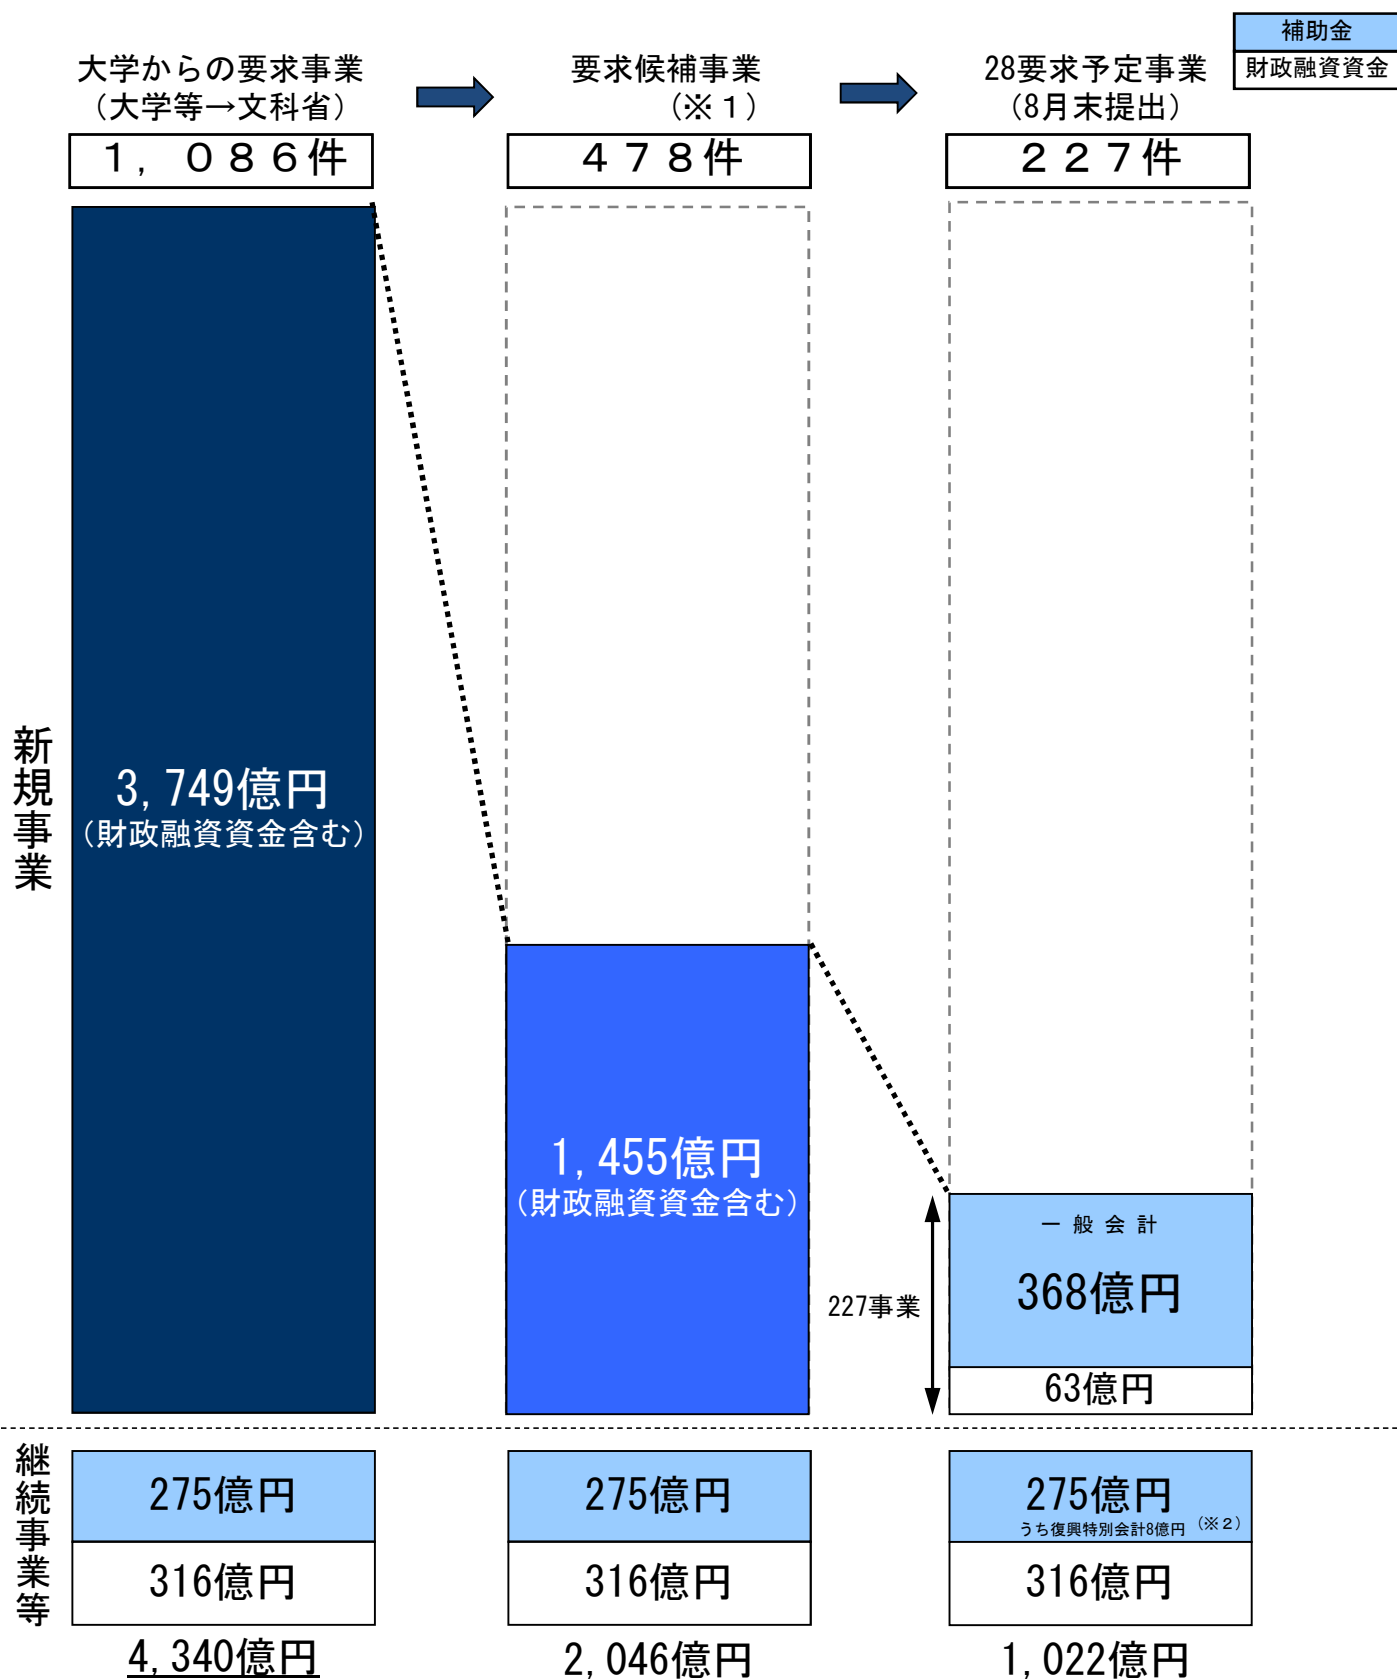 補助金
財政融資資金
大学からの要求事業
（大学等→文科省）
１，０８６件
要求候補事業
（※１）
４７８件
28要求予定事業
（8月末提出）
２２７件
新規事業
3,749億円
（財政融資資金含む）
1,455億円
（財政融資資金含む）
227事業
一般会計
368億円
63億円
継続事業等
275億円
316億円
4,340億円
275億円
316億円
2,046億円
275億円
うち復興特別会計8億円（※２）
316億円
1,022億円